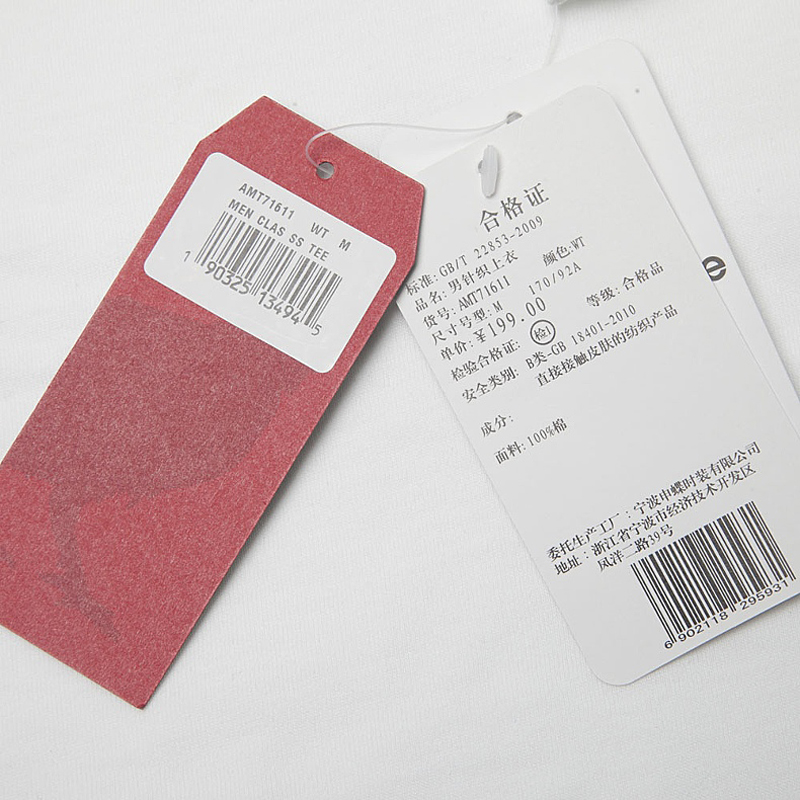 AMT71611 WT M
MEN CLAS SS TEE
1 90325 13494 5
合格证
标准: GB/T 22853-2009
品名: 男针织上衣 颜色:WT
货号: AMT71611
尺寸号型: M 170/92A
单价: ¥199.00 等级: 合格品
检验合格证: 检1
安全类别: B类-GB 18401-2010
直接接触皮肤的纺织产品
成分:
面料: 100%棉
委托生产工厂: 宁波申蝶时装有限公司
地址: 浙江省宁波市经济技术开发区
凤洋二路39号
6 902118 295931
e